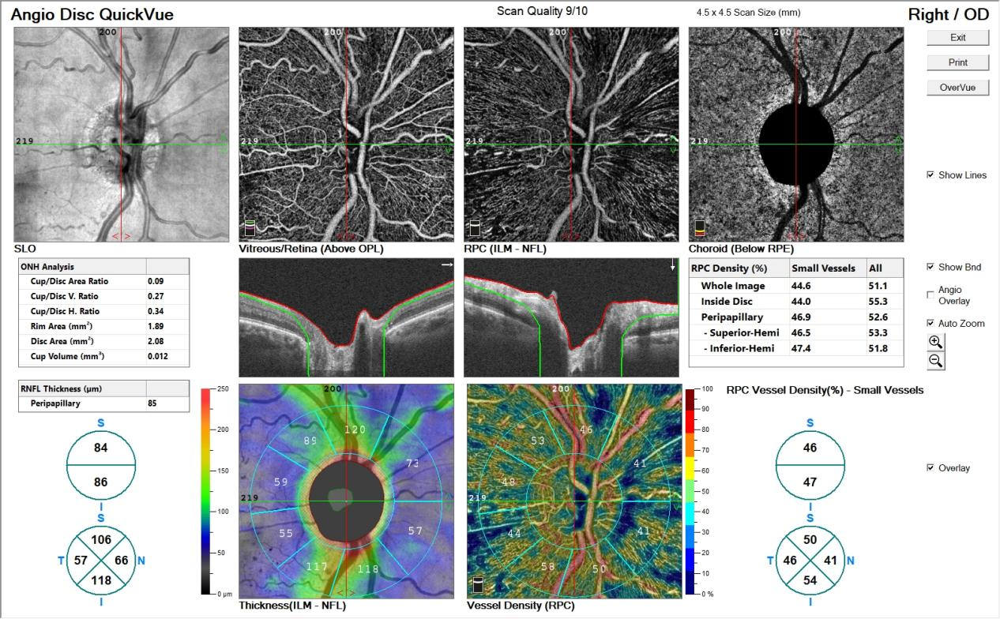 Angio Disc QuickVue
Scan Quality 9/10
4.5 x 4.5 Scan Size (mm)
Right / OD
Exit
Print
OverVue
200
200
200
200
219
219
219
SLO
Vitreous/Retina (Above OPL)
RPC (ILM - NFL)
Choroid (Below RPE)
Show Lines
ONH Analysis
Cup/Disc Area Ratio 0.09
Cup/Disc V. Ratio 0.27
Cup/Disc H. Ratio 0.34
Rim Area (mm²) 1.89
Disc Area (mm²) 2.08
Cup Volume (mm³) 0.012
RPC Density (%) Small Vessels All
Whole Image 44.6 51.1
Inside Disc 44.0 55.3
Peripapillary 46.9 52.6
- Superior-Hemi 46.5 53.3
- Inferior-Hemi 47.4 51.8
Show Bnd
Angio
Overlay
Auto Zoom
RNFL Thickness (µm)
Peripapillary 85
S
84
86
I
S
106
T 57 66 N
118
I
250
200
150
100
50
0 µm
200
89 120
59 73
219
55 57
117 118
Thickness(ILM - NFL)
200
53 46
48 41
219
44 41
58 50
Vessel Density (RPC)
100
90
80
70
60
50
40
30
20
10
0 %
RPC Vessel Density(%) - Small Vessels
S
46
47
I
S
50
T 46 41 N
54
I
Overlay